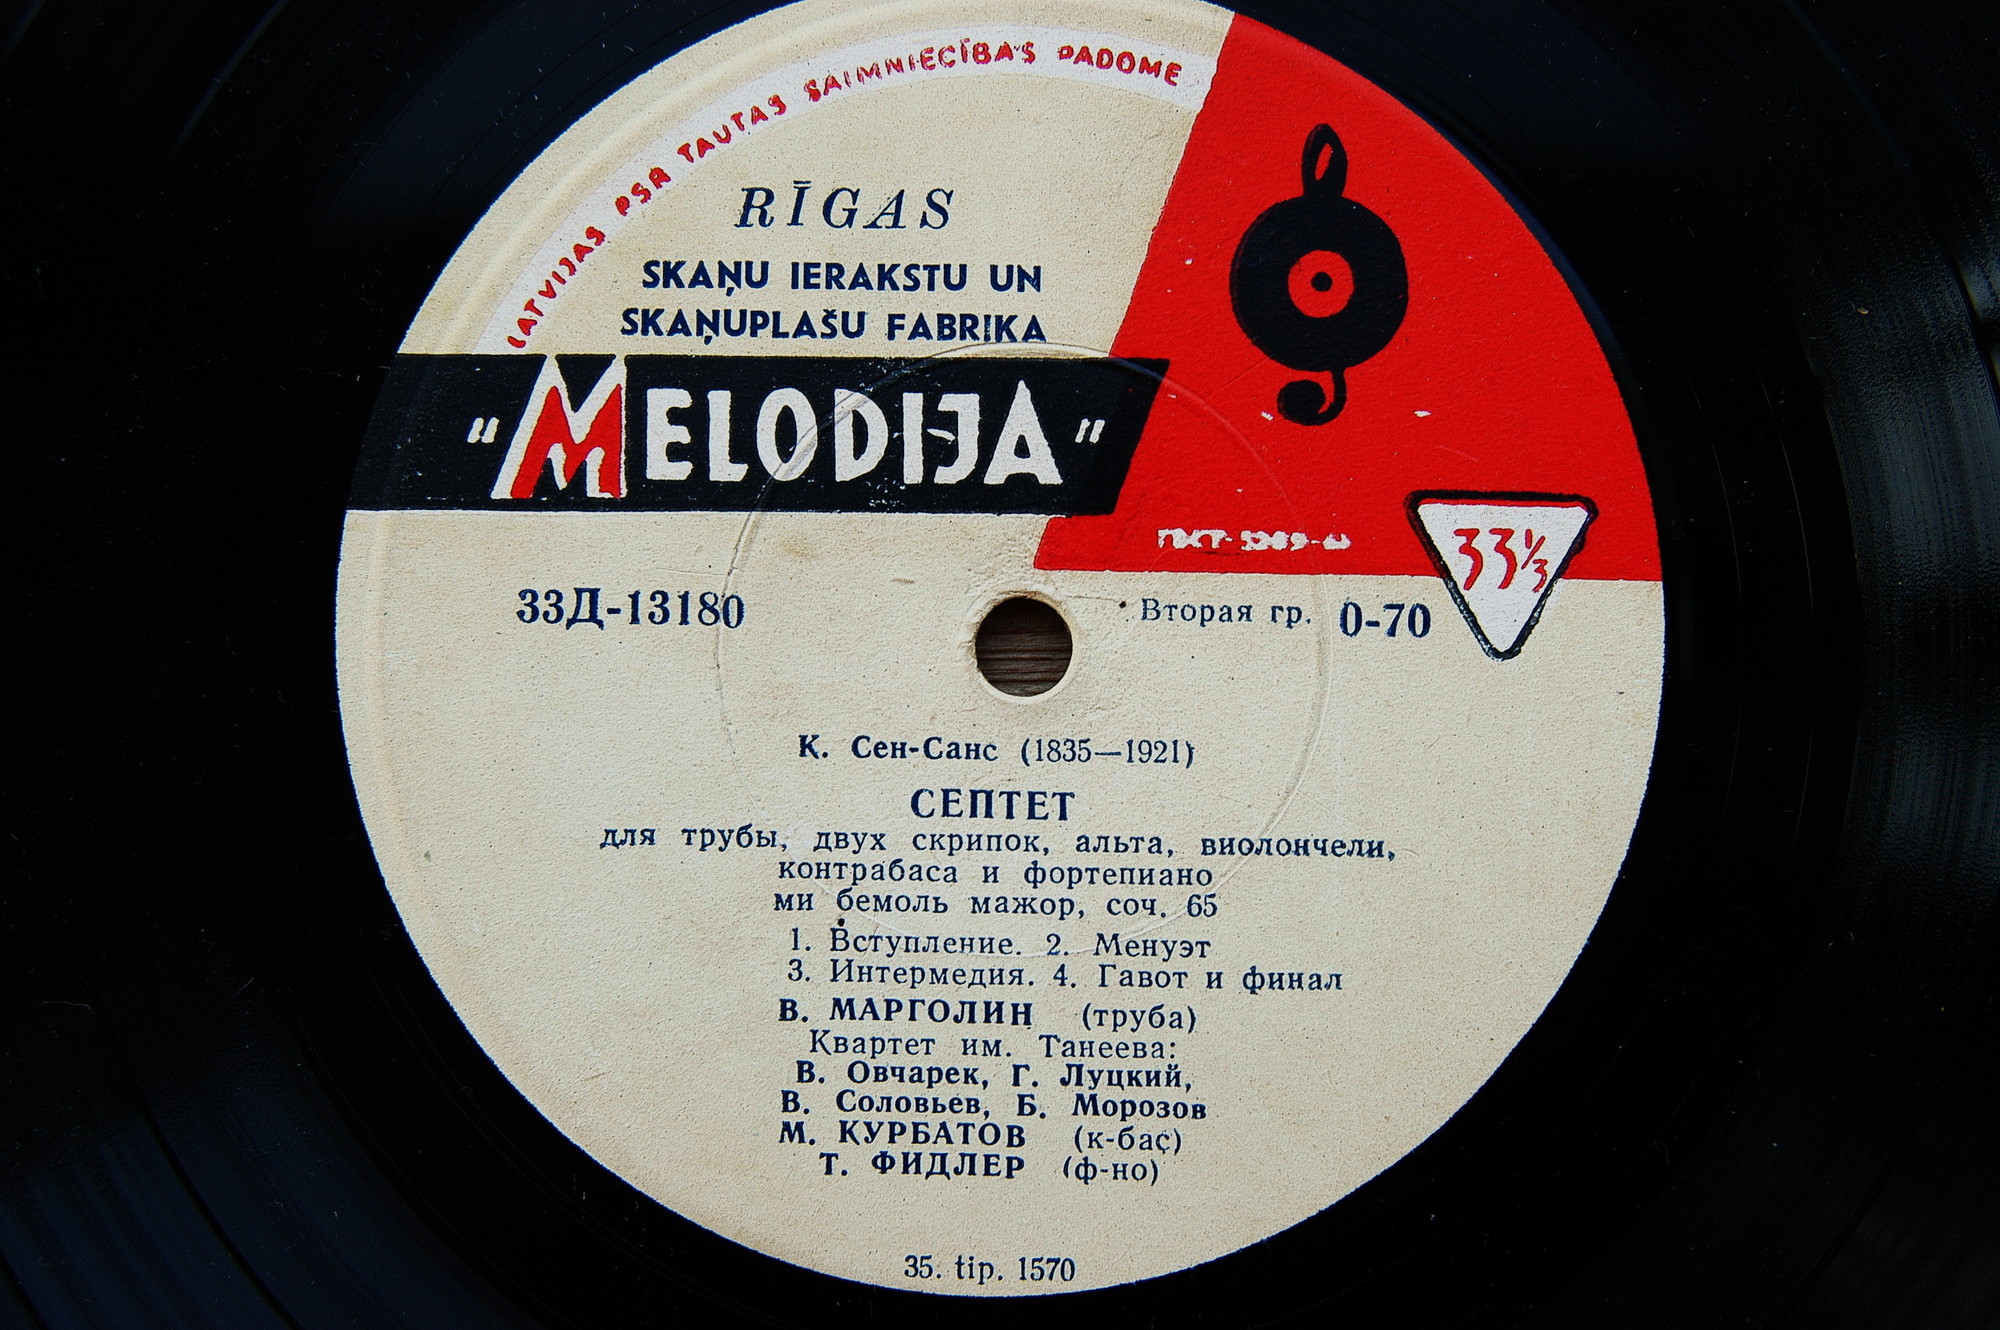 LATVIJAS PSR TAUTAS SAIMNIECĪBAS PADOME
RĪGAS
SKAŅU IERAKSTU UN
SKAŅUPLAŠU FABRIKA
"MELODIJA"
33⅓
33Д-13180
Вторая гр. 0-70
К. Сен-Санс (1835—1921)
СЕПТЕТ
для трубы, двух скрипок, альта, виолончели,
контрабаса и фортепиано
ми бемоль мажор, соч. 65
1. Вступление. 2. Менуэт
3. Интермедия. 4. Гавот и финал
В. МАРГОЛИН (труба)
Квартет им. Танеева:
В. Овчарек, Г. Луцкий,
В. Соловьев, Б. Морозов
М. КУРБАТОВ (к-бас)
Т. ФИДЛЕР (ф-но)
35. tip. 1570